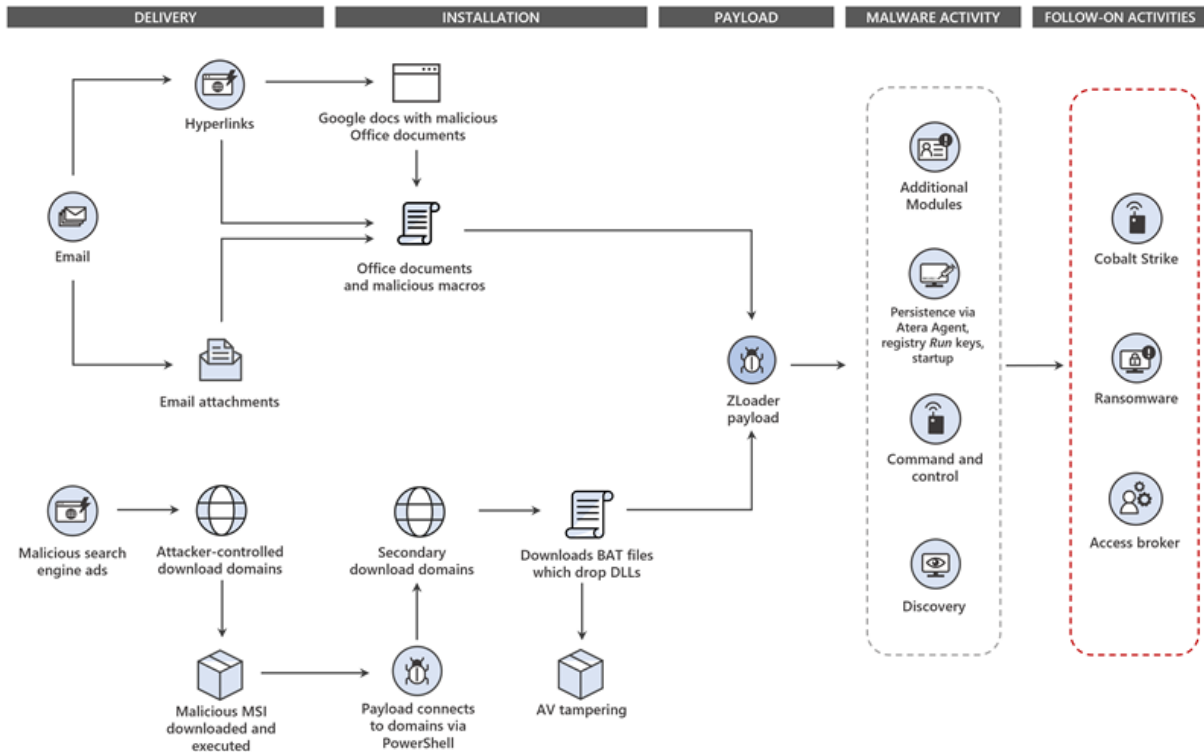 DELIVERY
INSTALLATION
PAYLOAD
MALWARE ACTIVITY
FOLLOW-ON ACTIVITIES
Hyperlinks
Google docs with malicious
Office documents
Email
Office documents
and malicious macros
Email attachments
ZLoader
payload
Additional
Modules
Persistence via
Atera Agent,
registry Run keys,
startup
Command and
control
Discovery
Cobalt Strike
Ransomware
Access broker
Malicious search
engine ads
Attacker-controlled
download domains
Secondary
download domains
Downloads BAT files
which drop DLLs
Malicious MSI
downloaded and
executed
Payload connects
to domains via
PowerShell
AV tampering